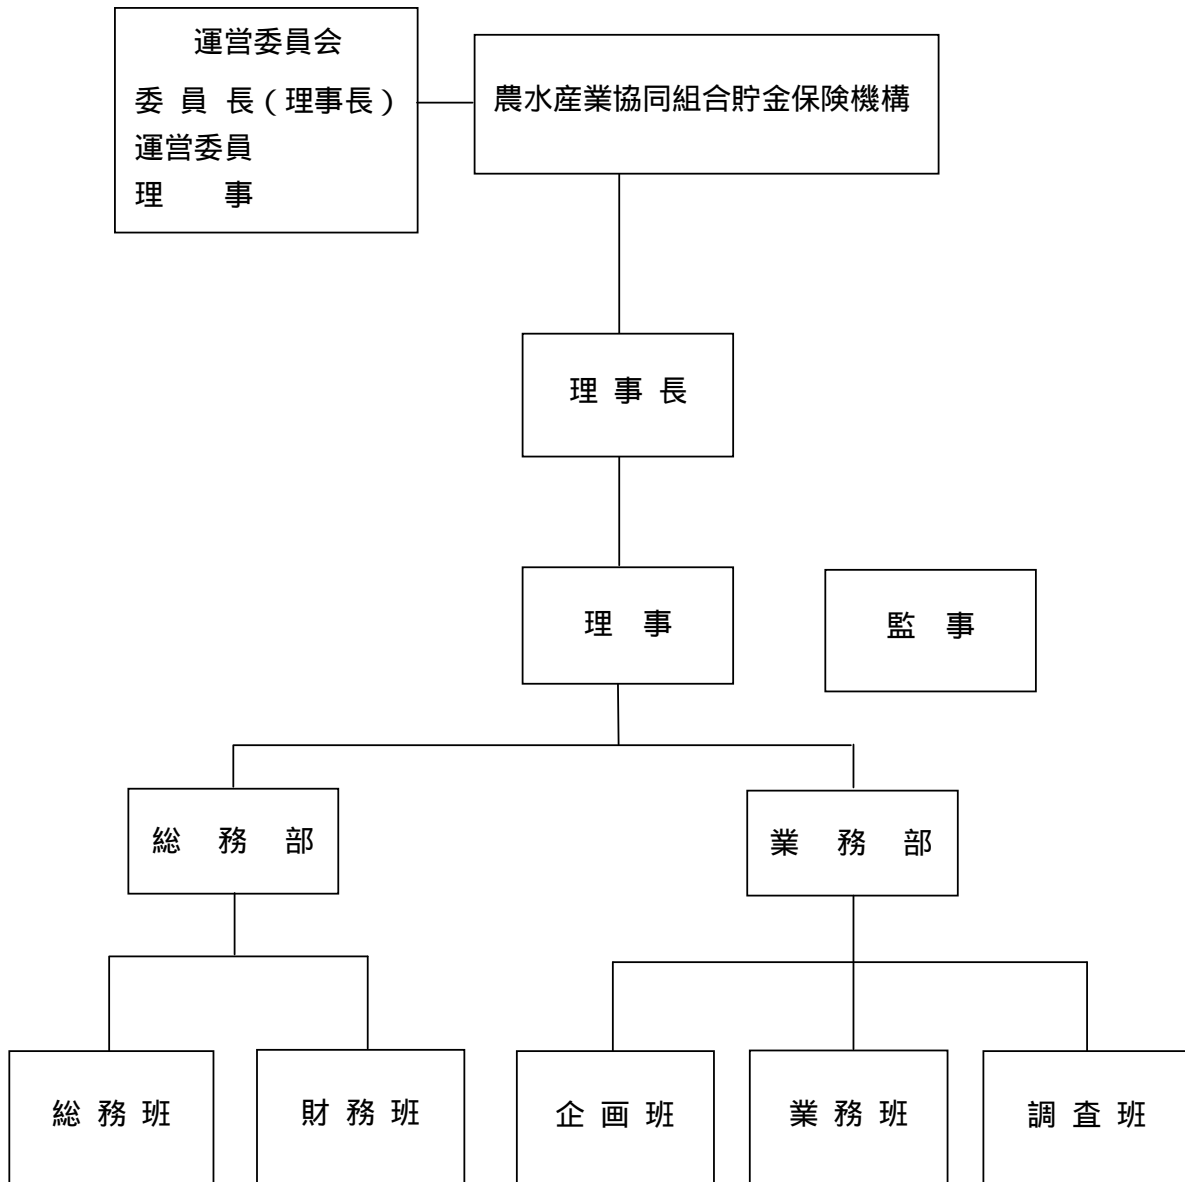 運営委員会
委 員 長（理事長）
運営委員
理　　事
農水産業協同組合貯金保険機構
理 事 長
理　事
監　事
総　務　部
業　務　部
総 務 班
財 務 班
企 画 班
業 務 班
調 査 班